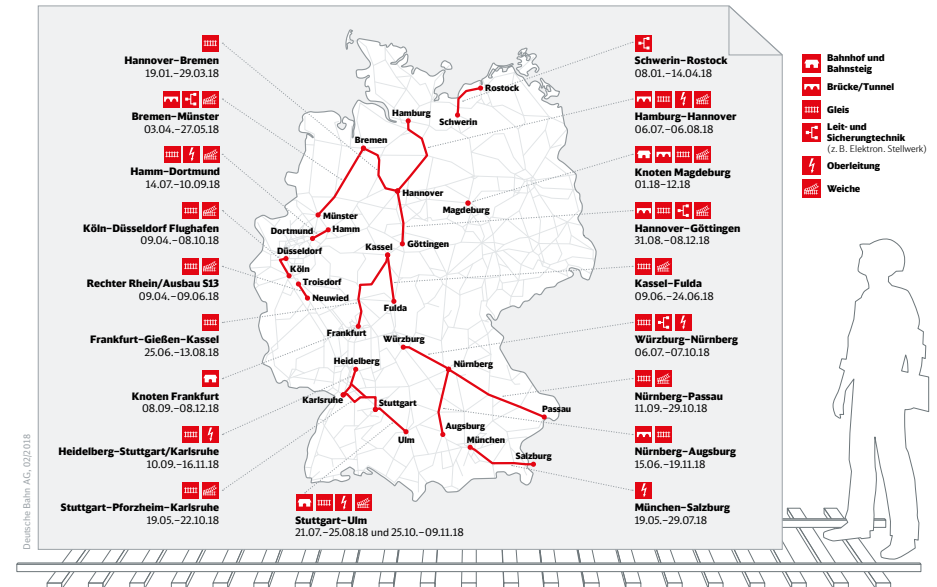 Hannover–Bremen
19.01.–29.03.18
Bremen–Münster
03.04.–27.05.18
Hamm–Dortmund
14.07.–10.09.18
Köln–Düsseldorf Flughafen
09.04.–08.10.18
Rechter Rhein/Ausbau S13
09.04.–09.06.18
Frankfurt–Gießen–Kassel
25.06.–13.08.18
Knoten Frankfurt
08.09.–08.12.18
Heidelberg–Stuttgart/Karlsruhe
10.09.–16.11.18
Stuttgart–Pforzheim–Karlsruhe
19.05.–22.10.18
Stuttgart–Ulm
21.07.–25.08.18 und 25.10.–09.11.18
Rostock
Schwerin
Hamburg
Bremen
Hannover
Magdeburg
Münster
Hamm
Dortmund
Göttingen
Kassel
Düsseldorf
Köln
Troisdorf
Neuwied
Fulda
Frankfurt
Würzburg
Heidelberg
Nürnberg
Karlsruhe
Stuttgart
Passau
Augsburg
Ulm
München
Salzburg
Schwerin–Rostock
08.01.–14.04.18
Hamburg–Hannover
06.07.–06.08.18
Knoten Magdeburg
01.18–12.18
Hannover–Göttingen
31.08.–08.12.18
Kassel–Fulda
09.06.–24.06.18
Würzburg–Nürnberg
06.07.–07.10.18
Nürnberg–Passau
11.09.–29.10.18
Nürnberg–Augsburg
15.06.–19.11.18
München–Salzburg
19.05.–29.07.18
Bahnhof und
Bahnsteig
Brücke/Tunnel
Gleis
Leit- und
Sicherungtechnik
(z. B. Elektron. Stellwerk)
Oberleitung
Weiche
Deutsche Bahn AG, 02/2018